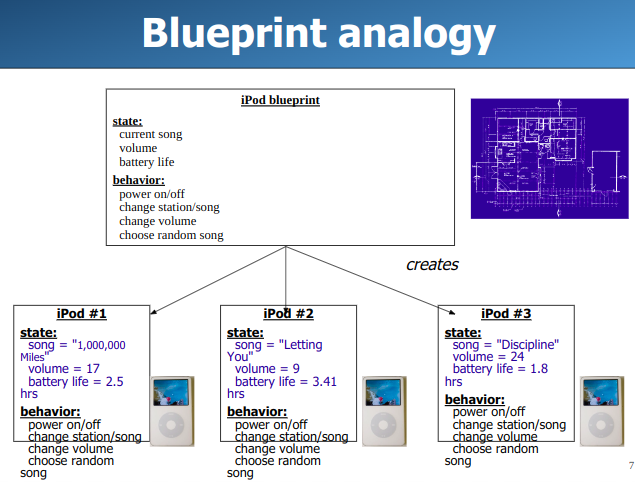 Blueprint analogy
iPod blueprint
state:
current song
volume
battery life
behavior:
power on/off
change station/song
change volume
choose random song
creates
iPod #1
state:
song = "1,000,000
Miles"
volume = 17
battery life = 2.5
hrs
behavior:
power on/off
change station/song
change volume
choose random
song
iPod #2
state:
song = "Letting
You"
volume = 9
battery life = 3.41
hrs
behavior:
power on/off
change station/song
change volume
choose random
song
iPod #3
state:
song = "Discipline"
volume = 24
battery life = 1.8
hrs
behavior:
power on/off
change station/song
change volume
choose random
song
7